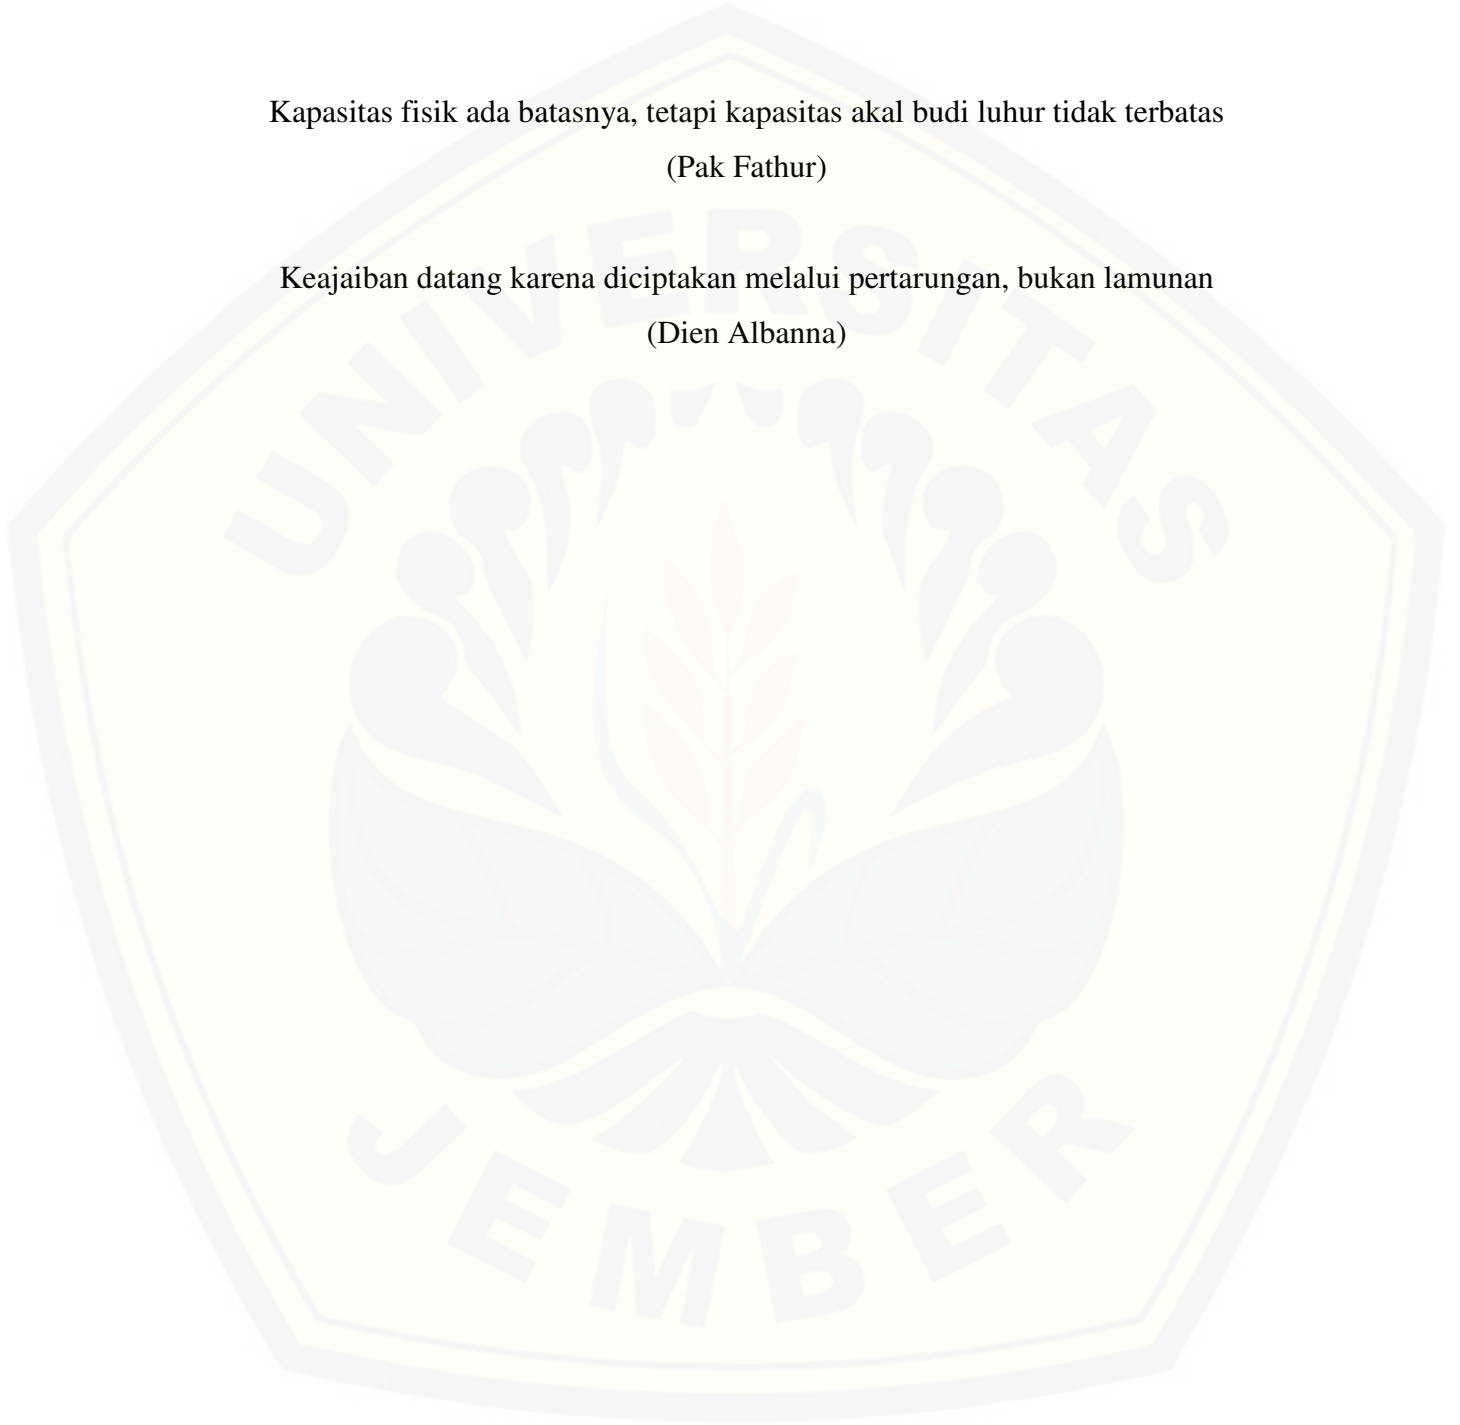 Kapasitas fisik ada batasnya, tetapi kapasitas akal budi luhur tidak terbatas
(Pak Fathur)
Keajaiban datang karena diciptakan melalui pertarungan, bukan lamunan
(Dien Albanna)
UNIVERSITAS
JEMBER